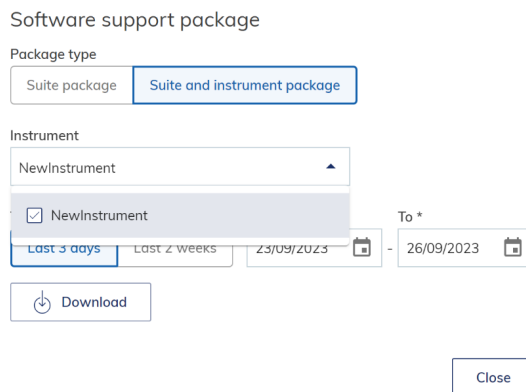 Software support package
Package type
Suite package Suite and instrument package
Instrument
NewInstrument
NewInstrument
To *
Last 3 days Last 2 weeks 23/09/2023 - 26/09/2023
Download
Close